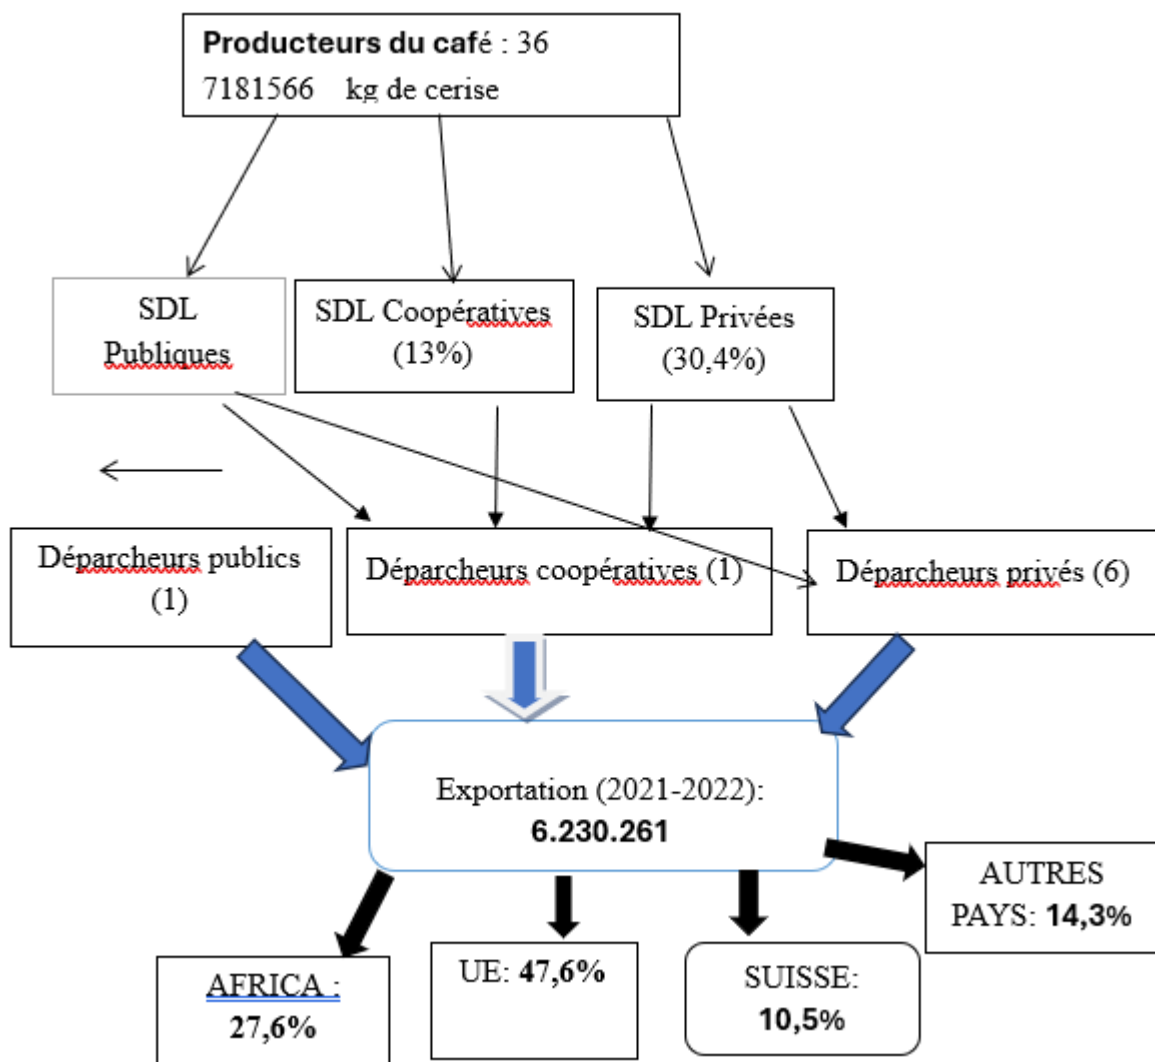 Producteurs du café : 36
7181566 kg de cerise
SDL
Publiques
SDL Coopératives
(13%)
SDL Privées
(30,4%)
Déparcheurs publics
(1)
Déparcheurs coopératives (1)
Déparcheurs privés (6)
Exportation (2021-2022):
6.230.261
AUTRES
PAYS: 14,3%
AFRICA :
27,6%
UE: 47,6%
SUISSE:
10,5%